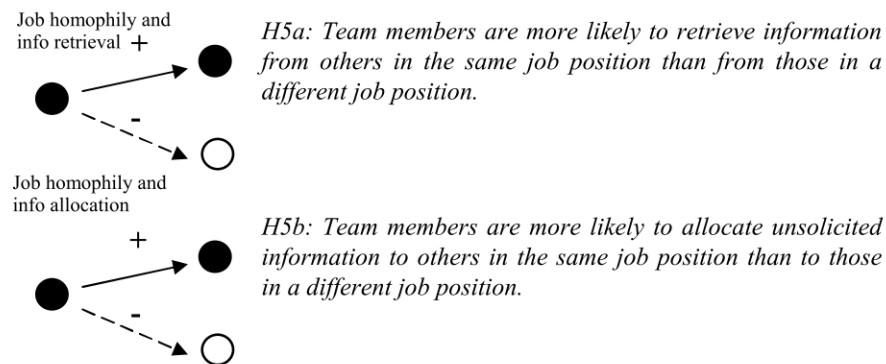 Job homophily and
info retrieval +
-
H5a: Team members are more likely to retrieve information
from others in the same job position than from those in a
different job position.
Job homophily and
info allocation
+
-
H5b: Team members are more likely to allocate unsolicited
information to others in the same job position than to those
in a different job position.